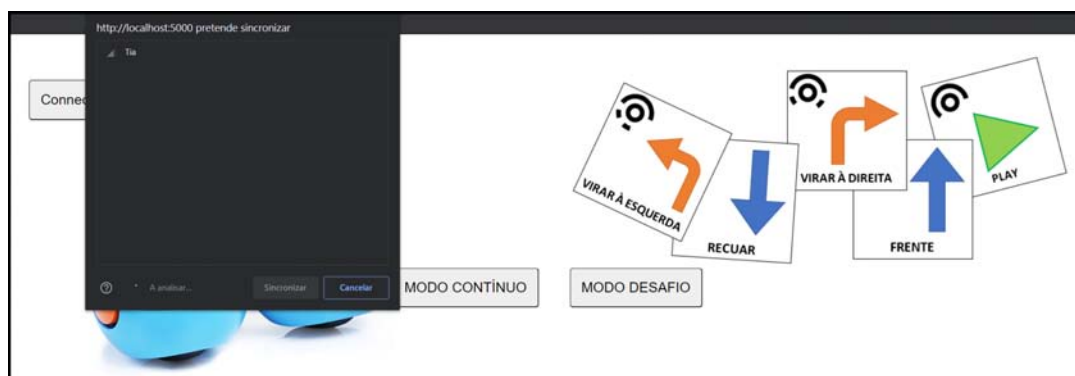 http://localhost:5000 pretende sincronizar
Tia
Connec
A analisar...
Sincronizar
Cancelar
VIRAR À ESQUERDA
RECUAR
VIRAR À DIREITA
FRENTE
PLAY
MODO CONTÍNUO
MODO DESAFIO